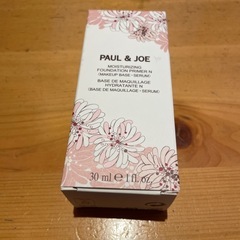 PAUL & JOE
MOISTURIZING
FOUNDATION PRIMER N
(MAKEUP BASE • SERUM)
BASE DE MAQUILLAGE
HYDRATANTE N
(BASE DE MAQUILLAGE • SERUM)
30 ml e 1 fl. oz.